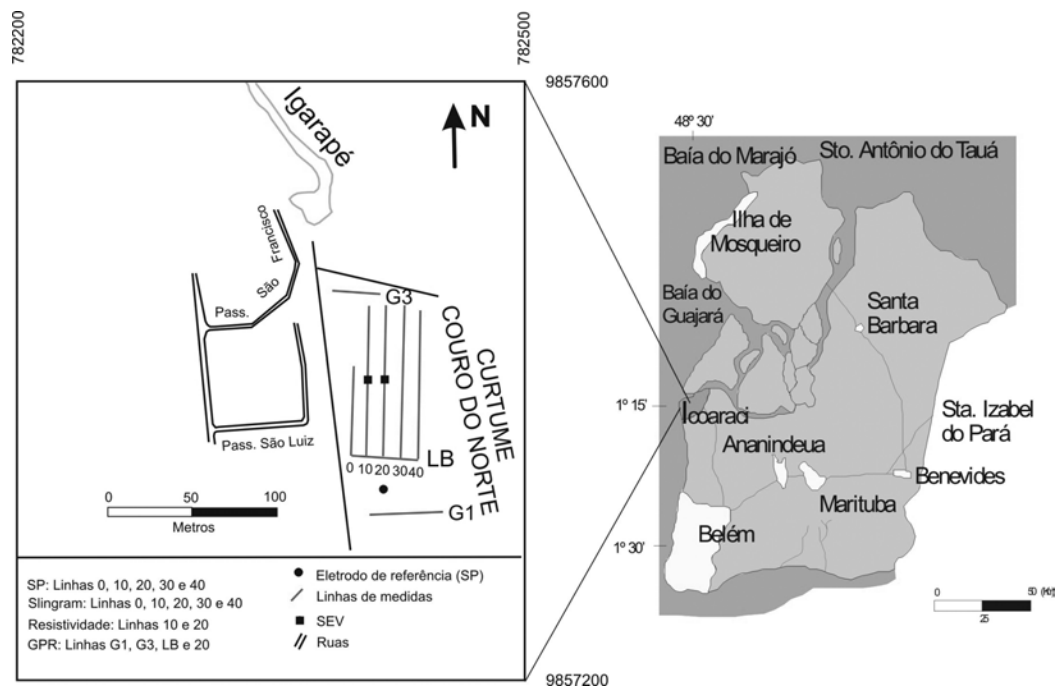 782200
782500
9857600
9857200
Igarapé
N
Pass. São Francisco
Pass. São Luiz
G3
CURTUME
COURO DO NORTE
LB
0 10 20 30 40
G1
0 50 100
Metros
SP: Linhas 0, 10, 20, 30 e 40
Slingram: Linhas 0, 10, 20, 30 e 40
Resistividade: Linhas 10 e 20
GPR: Linhas G1, G3, LB e 20
Eletrodo de referência (SP)
Linhas de medidas
SEV
Ruas
48º 30'
Baía do Marajó
Sto. Antônio do Tauá
Ilha de
Mosqueiro
Baía do
Guajará
Santa
Barbara
1º 15'
Icoaraci
Sta. Izabel
do Pará
Ananindeua
Benevides
Marituba
Belém
1º 30'
0 50 (Km)
25